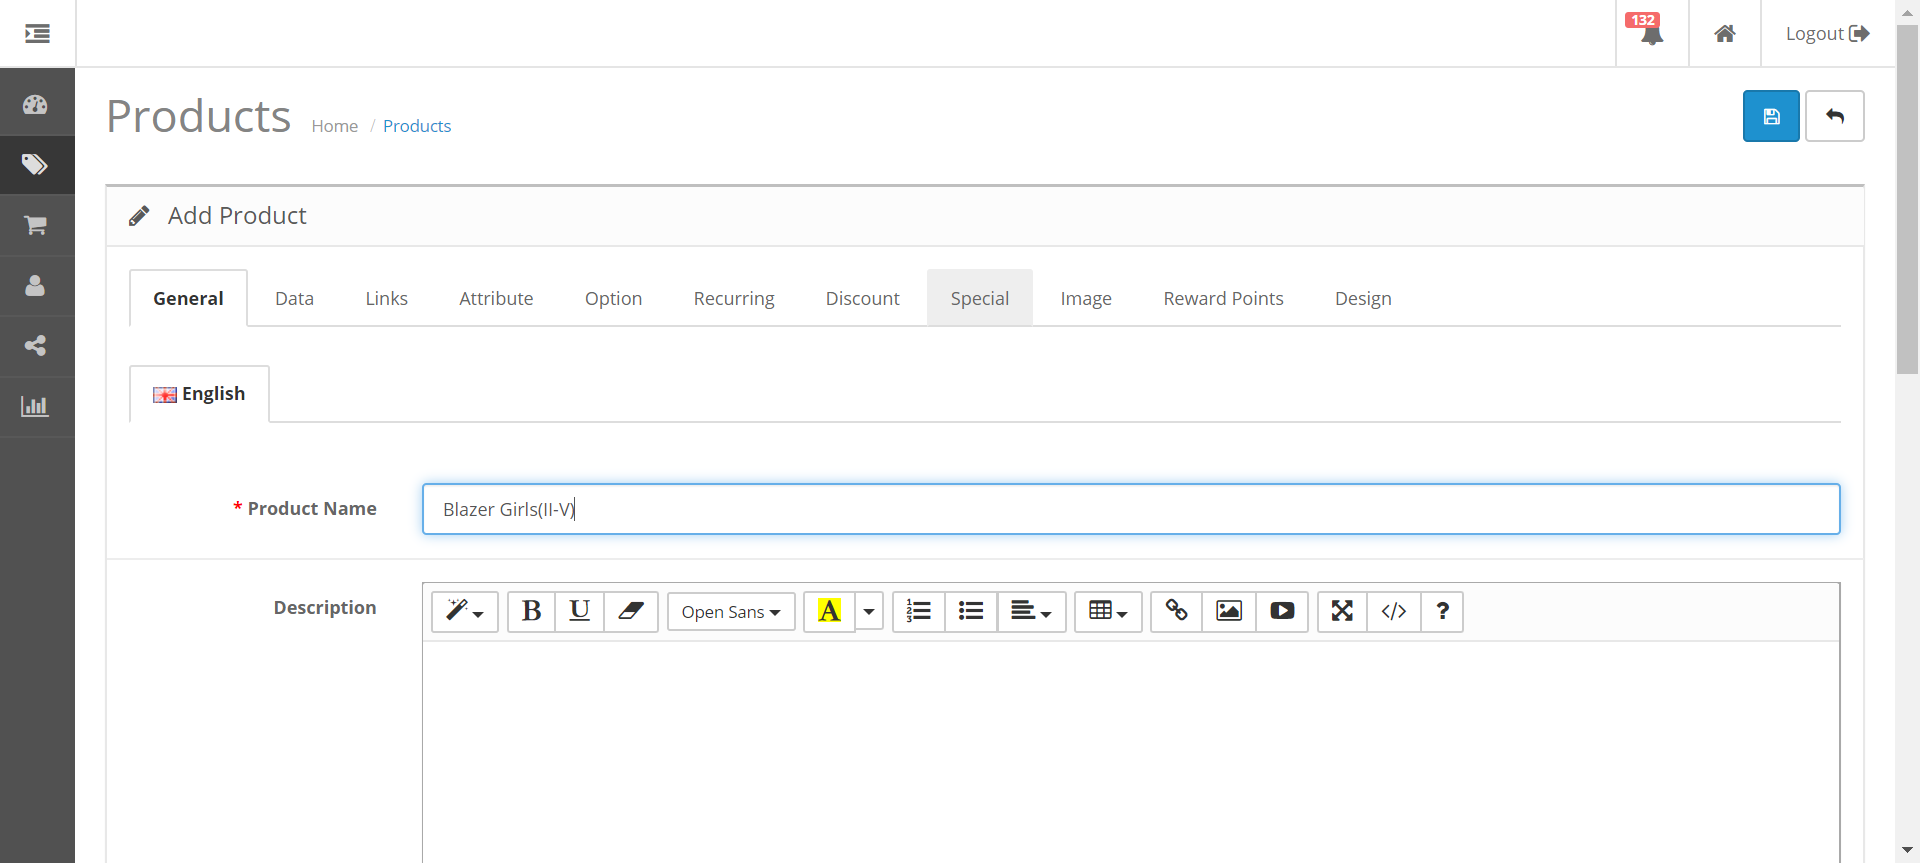 132
Logout
Products Home / Products
Add Product
General Data Links Attribute Option Recurring Discount Special Image Reward Points Design
English
* Product Name Blazer Girls(II-V)
Description B U Open Sans A </> ?